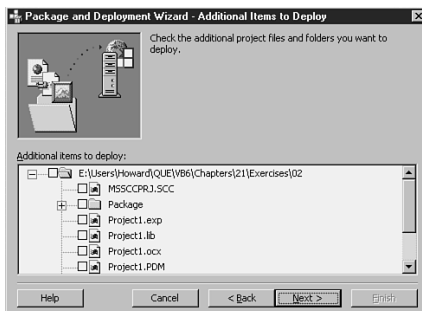 Package and Deployment Wizard - Additional Items to Deploy
Check the additional project files and folders you want to
deploy.
Additional items to deploy:
E:\Users\Howard\QUE\VB6\Chapters\21\Exercises\02
MSSCCPRJ.SCC
Package
Project1.exp
Project1.lib
Project1.ocx
Project1.PDM
Help
Cancel
< Back
Next >
Finish